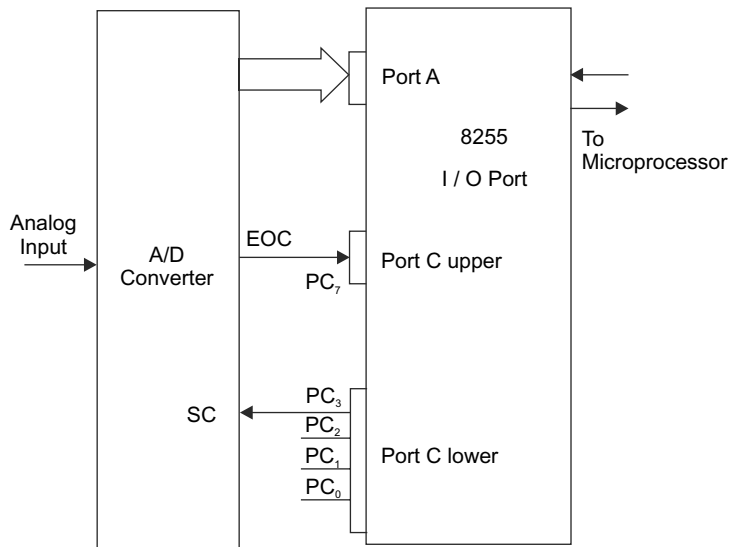 Analog
Input
A/D
Converter
EOC
PC₇
SC
PC₃
PC₂
PC₁
PC₀
Port A
8255
I / O Port
Port C upper
Port C lower
To
Microprocessor